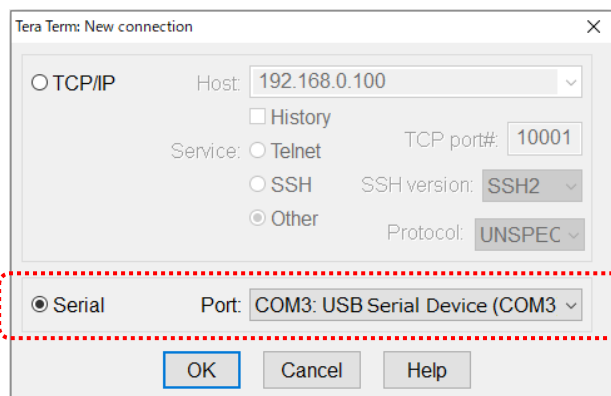 Tera Term: New connection
TCP/IP Host: 192.168.0.100
History
Service: Telnet TCP port#: 10001
SSH SSH version: SSH2
Other Protocol: UNSPEC
Serial Port: COM3: USB Serial Device (COM3
OK Cancel Help